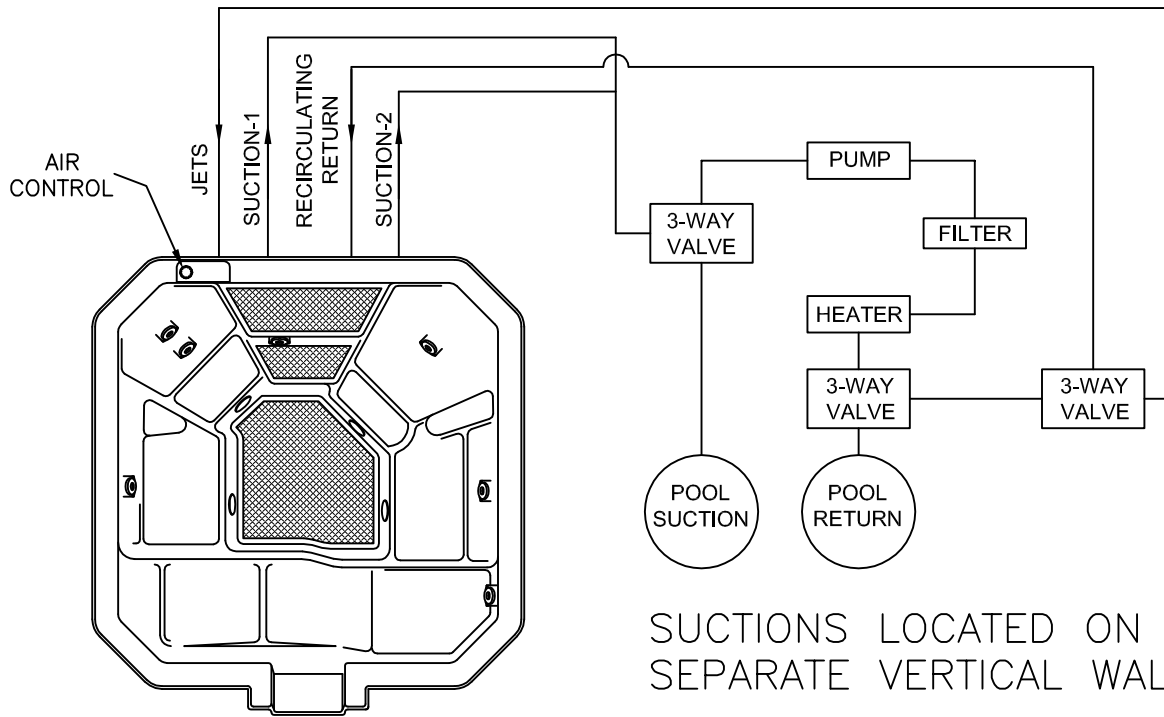 AIR
CONTROL
JETS
SUCTION-1
RECIRCULATING
RETURN
SUCTION-2
PUMP
3-WAY
VALVE
FILTER
HEATER
3-WAY
VALVE
3-WAY
VALVE
POOL
SUCTION
POOL
RETURN
SUCTIONS LOCATED ON
SEPARATE VERTICAL WAL